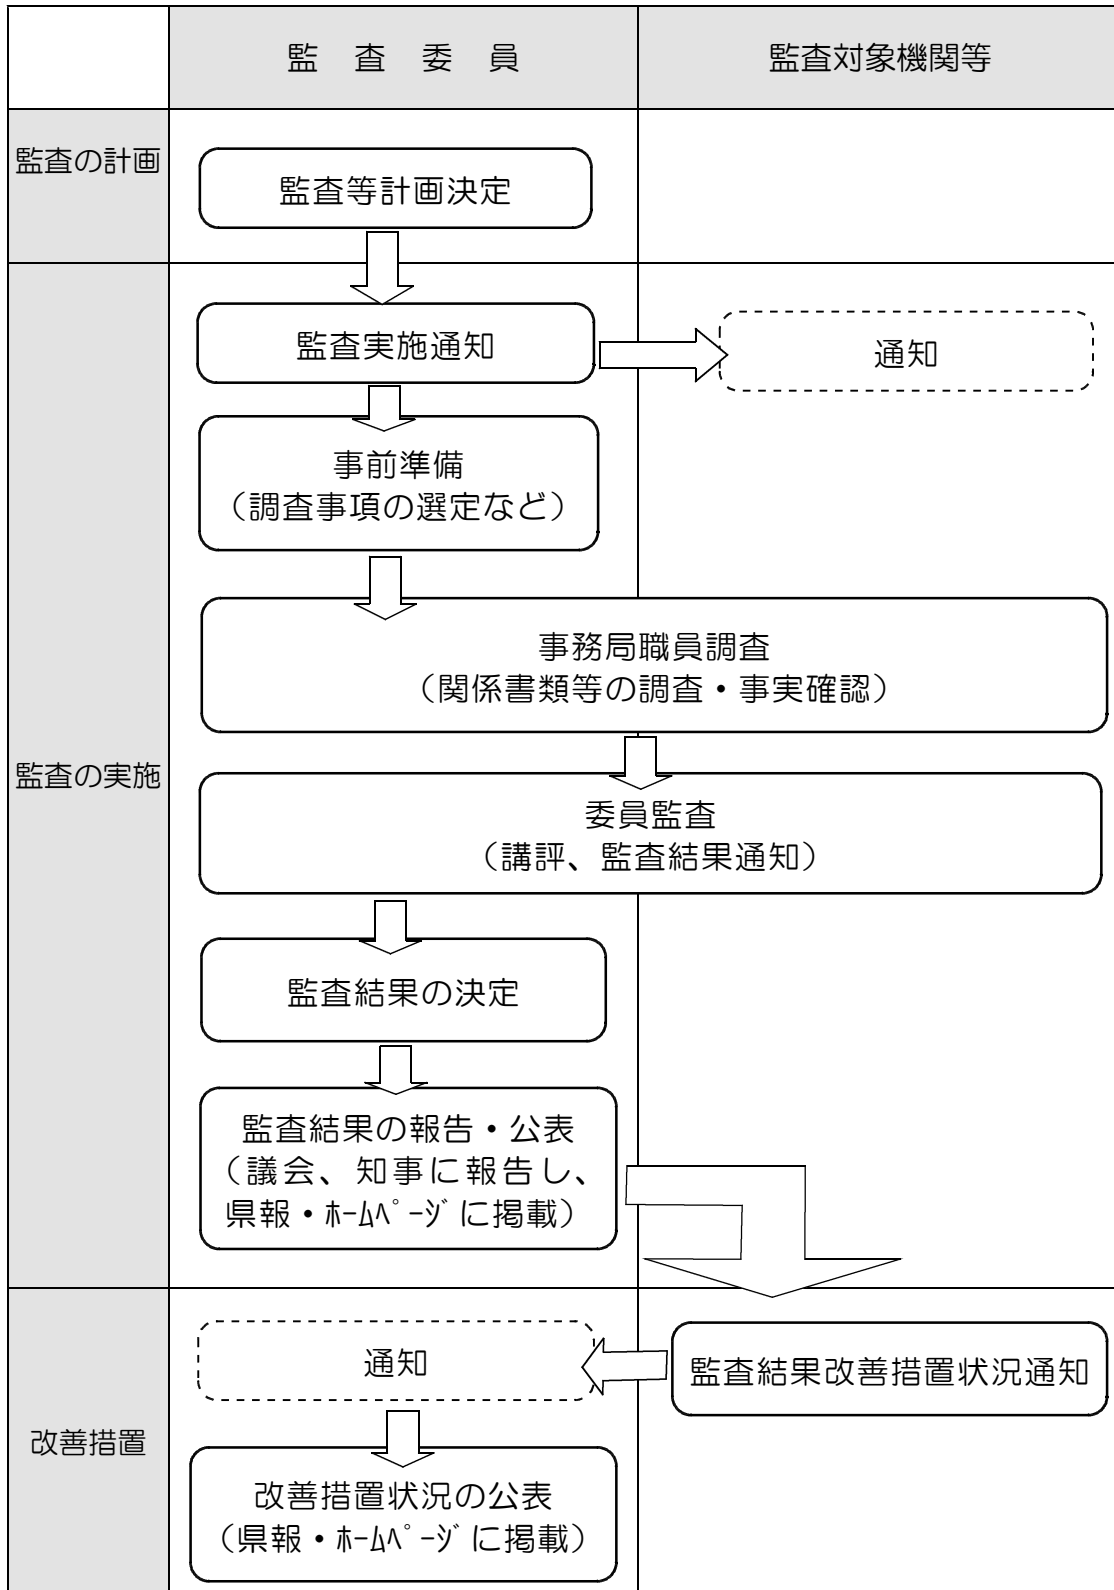 監　査　委　員
監査対象機関等
監査の計画
監査等計画決定
監査実施通知
通知
事前準備
（調査事項の選定など）
事務局職員調査
（関係書類等の調査・事実確認）
監査の実施
委員監査
（講評、監査結果通知）
監査結果の決定
監査結果の報告・公表
（議会、知事に報告し、
県報・ﾎｰﾑﾍﾟｰｼﾞに掲載）
通知
監査結果改善措置状況通知
改善措置
改善措置状況の公表
（県報・ﾎｰﾑﾍﾟｰｼﾞに掲載）